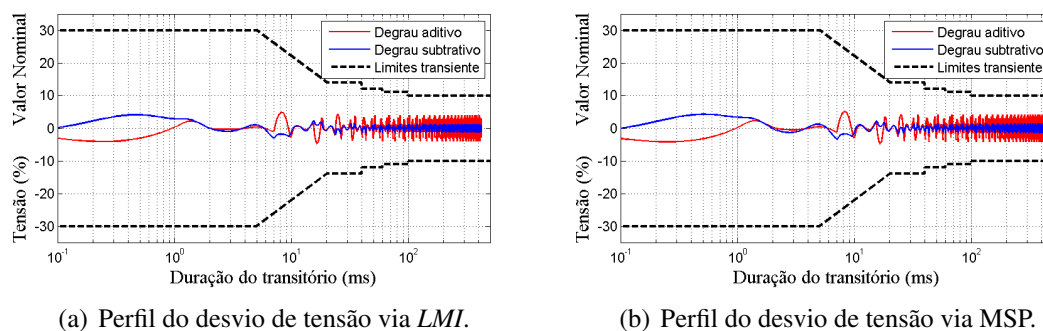 Tensão (%) Valor Nominal
30
20
10
0
-10
-20
-30
10^-1
10^0
10^1
10^2
Duração do transitório (ms)
Degrau aditivo
Degrau subtrativo
Limites transiente
(a) Perfil do desvio de tensão via LMI.
Tensão (%) Valor Nominal
30
20
10
0
-10
-20
-30
10^-1
10^0
10^1
10^2
Duração do transitório (ms)
Degrau aditivo
Degrau subtrativo
Limites transiente
(b) Perfil do desvio de tensão via MSP.